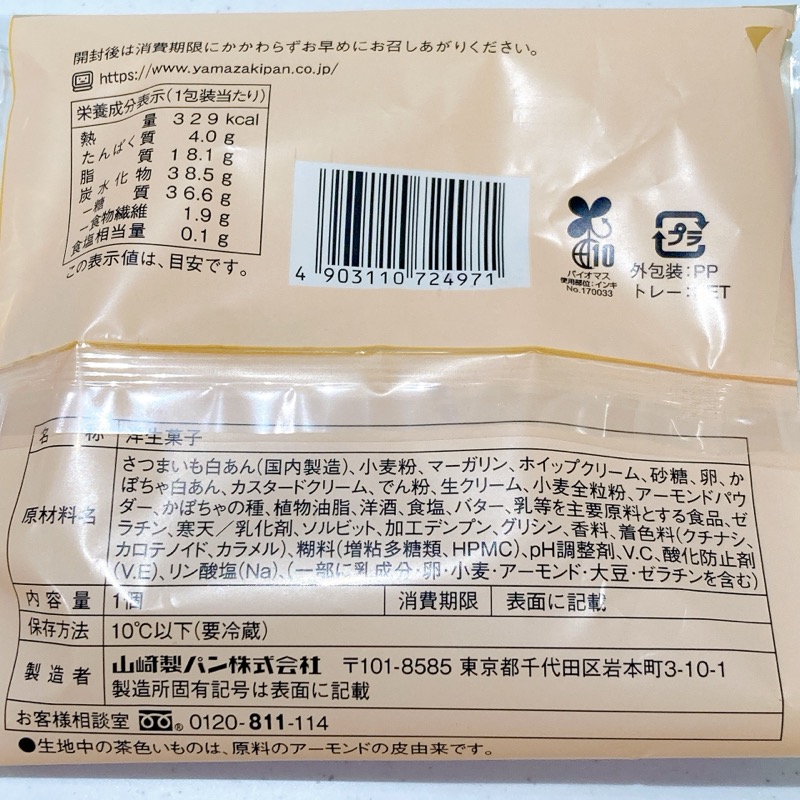 開封後は消費期限にかかわらずお早めにお召しあがりください。
https://www.yamazakipan.co.jp/
栄養成分表示(1包装当たり)
熱量 329 kcal
たんぱく質 4.0 g
脂質 18.1 g
炭水化物 38.5 g
-糖質 36.6 g
-食物繊維 1.9 g
食塩相当量 0.1 g
この表示値は、目安です。
4 903110 724971
10
バイオマス
使用部位:インキ
No.170033
プラ
外包装:PP
トレー:PET
名称 洋生菓子
原材料名
さつまいも白あん(国内製造)、小麦粉、マーガリン、ホイップクリーム、砂糖、卵、か
ぼちゃ白あん、カスタードクリーム、でん粉、生クリーム、小麦全粒粉、アーモンドパウ
ダー、かぼちゃの種、植物油脂、洋酒、食塩、バター、乳等を主要原料とする食品、ゼ
ラチン、寒天/乳化剤、ソルビット、加工デンプン、グリシン、香料、着色料(クチナシ、
カロテノイド、カラメル)、糊料(増粘多糖類、HPMC)、pH調整剤、V.C、酸化防止剤
(V.E)、リン酸塩(Na)、(一部に乳成分・卵・小麦・アーモンド・大豆・ゼラチンを含む)
内容量 1個 消費期限 表面に記載
保存方法 10℃以下(要冷蔵)
製造者 山崎製パン株式会社 〒101-8585 東京都千代田区岩本町3-10-1
製造所固有記号は表面に記載
お客様相談室 ® 0120-811-114
●生地中の茶色いものは、原料のアーモンドの皮由来です。